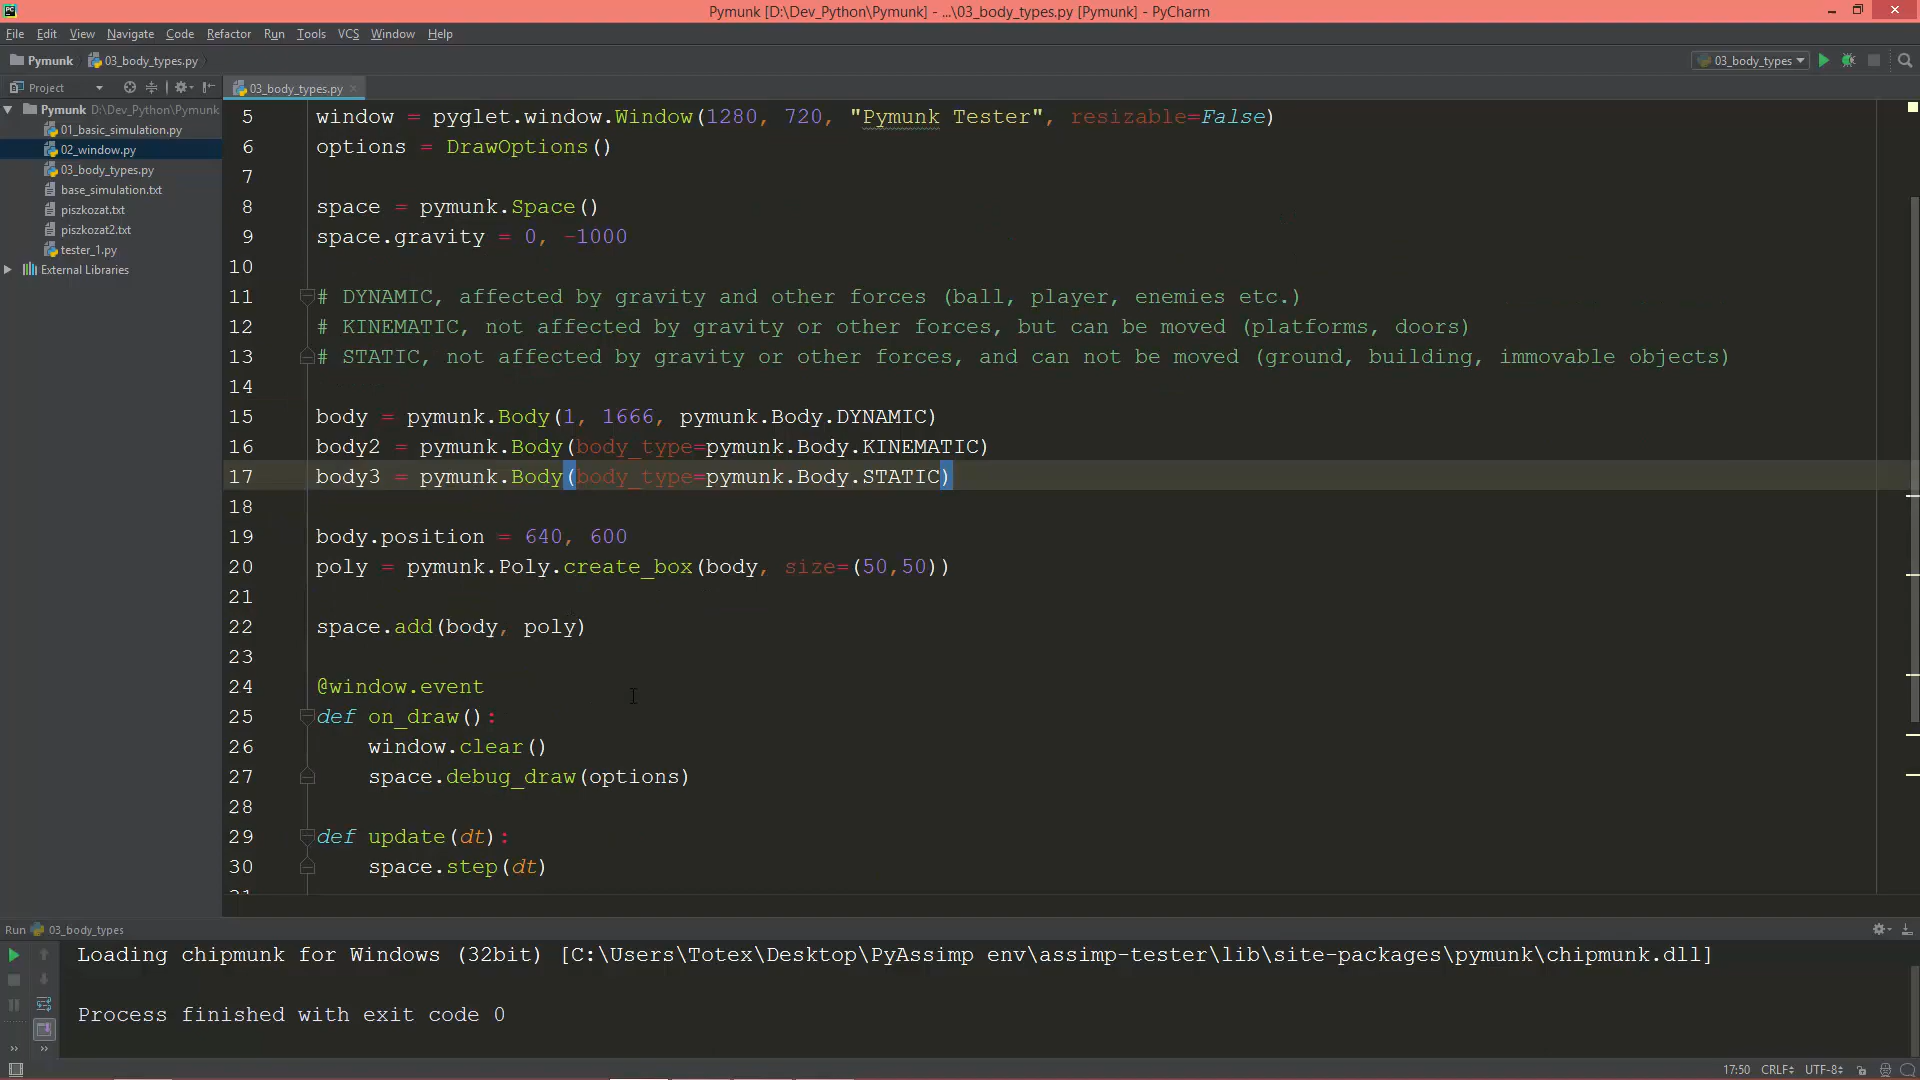 Pymunk [D:\Dev_Python\Pymunk] - ...\03_body_types.py [Pymunk] - PyCharm
File Edit View Navigate Code Refactor Run Tools VCS Window Help
Pymunk 03_body_types.py 03_body_types
Project 03_body_types.py
Pymunk D:\Dev_Python\Pymunk
01_basic_simulation.py
02_window.py
03_body_types.py
base_simulation.txt
piszkozat.txt
piszkozat2.txt
tester_1.py
External Libraries
5 window = pyglet.window.Window(1280, 720, "Pymunk Tester", resizable=False)
6 options = DrawOptions()
7
8 space = pymunk.Space()
9 space.gravity = 0, -1000
10
11 # DYNAMIC, affected by gravity and other forces (ball, player, enemies etc.)
12 # KINEMATIC, not affected by gravity or other forces, but can be moved (platforms, doors)
13 # STATIC, not affected by gravity or other forces, and can not be moved (ground, building, immovable objects)
14
15 body = pymunk.Body(1, 1666, pymunk.Body.DYNAMIC)
16 body2 = pymunk.Body(body_type=pymunk.Body.KINEMATIC)
17 body3 = pymunk.Body(body_type=pymunk.Body.STATIC)
18
19 body.position = 640, 600
20 poly = pymunk.Poly.create_box(body, size=(50,50))
21
22 space.add(body, poly)
23
24 @window.event
25 def on_draw():
26 window.clear()
27 space.debug_draw(options)
28
29 def update(dt):
30 space.step(dt)
Run 03_body_types
Loading chipmunk for Windows (32bit) [C:\Users\Totex\Desktop\PyAssimp env\assimp-tester\lib\site-packages\pymunk\chipmunk.dll]
Process finished with exit code 0
17:50 CRLF UTF-8